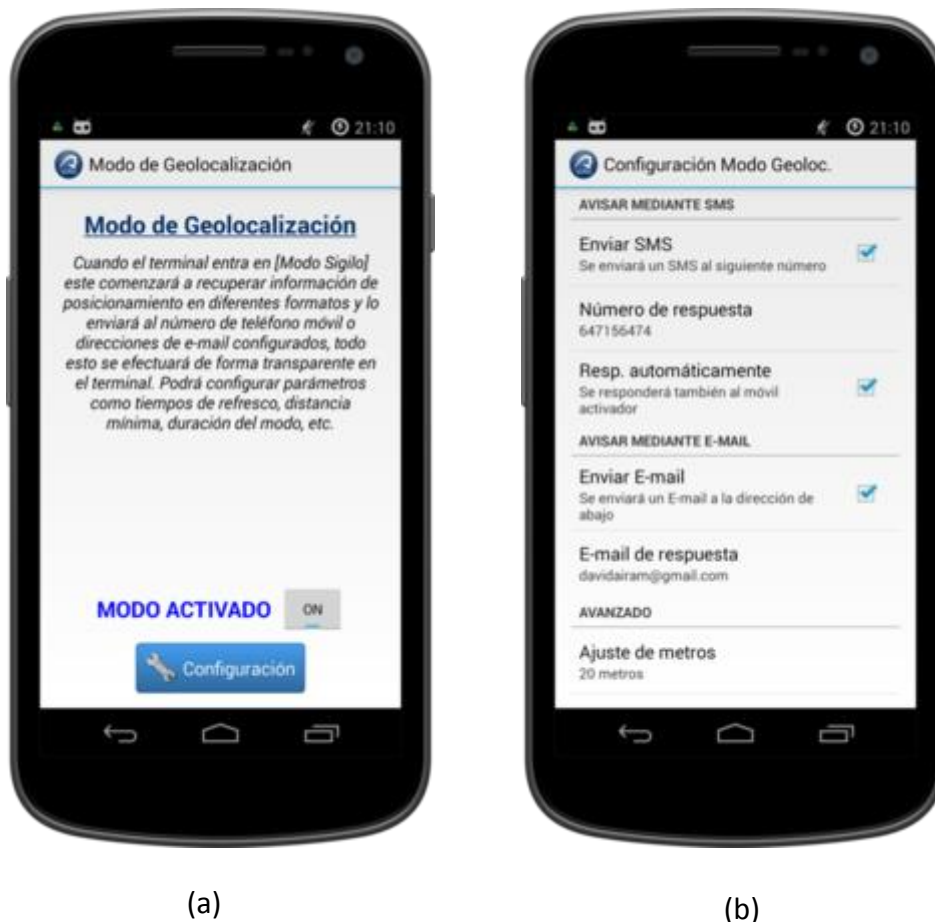 21:10
Modo de Geolocalización
Modo de Geolocalización
Cuando el terminal entra en [Modo Sigilo]
este comenzará a recuperar información de
posicionamiento en diferentes formatos y lo
enviará al número de teléfono móvil o
direcciones de e-mail configurados, todo
esto se efectuará de forma transparente en
el terminal. Podrá configurar parámetros
como tiempos de refresco, distancia
mínima, duración del modo, etc.
MODO ACTIVADO ON
Configuración
(a)
21:10
Configuración Modo Geoloc.
AVISAR MEDIANTE SMS
Enviar SMS
Se enviará un SMS al siguiente número
Número de respuesta
647156474
Resp. automáticamente
Se responderá también al móvil
activador
AVISAR MEDIANTE E-MAIL
Enviar E-mail
Se enviará un E-mail a la dirección de
abajo
E-mail de respuesta
davidairam@gmail.com
AVANZADO
Ajuste de metros
20 metros
(b)